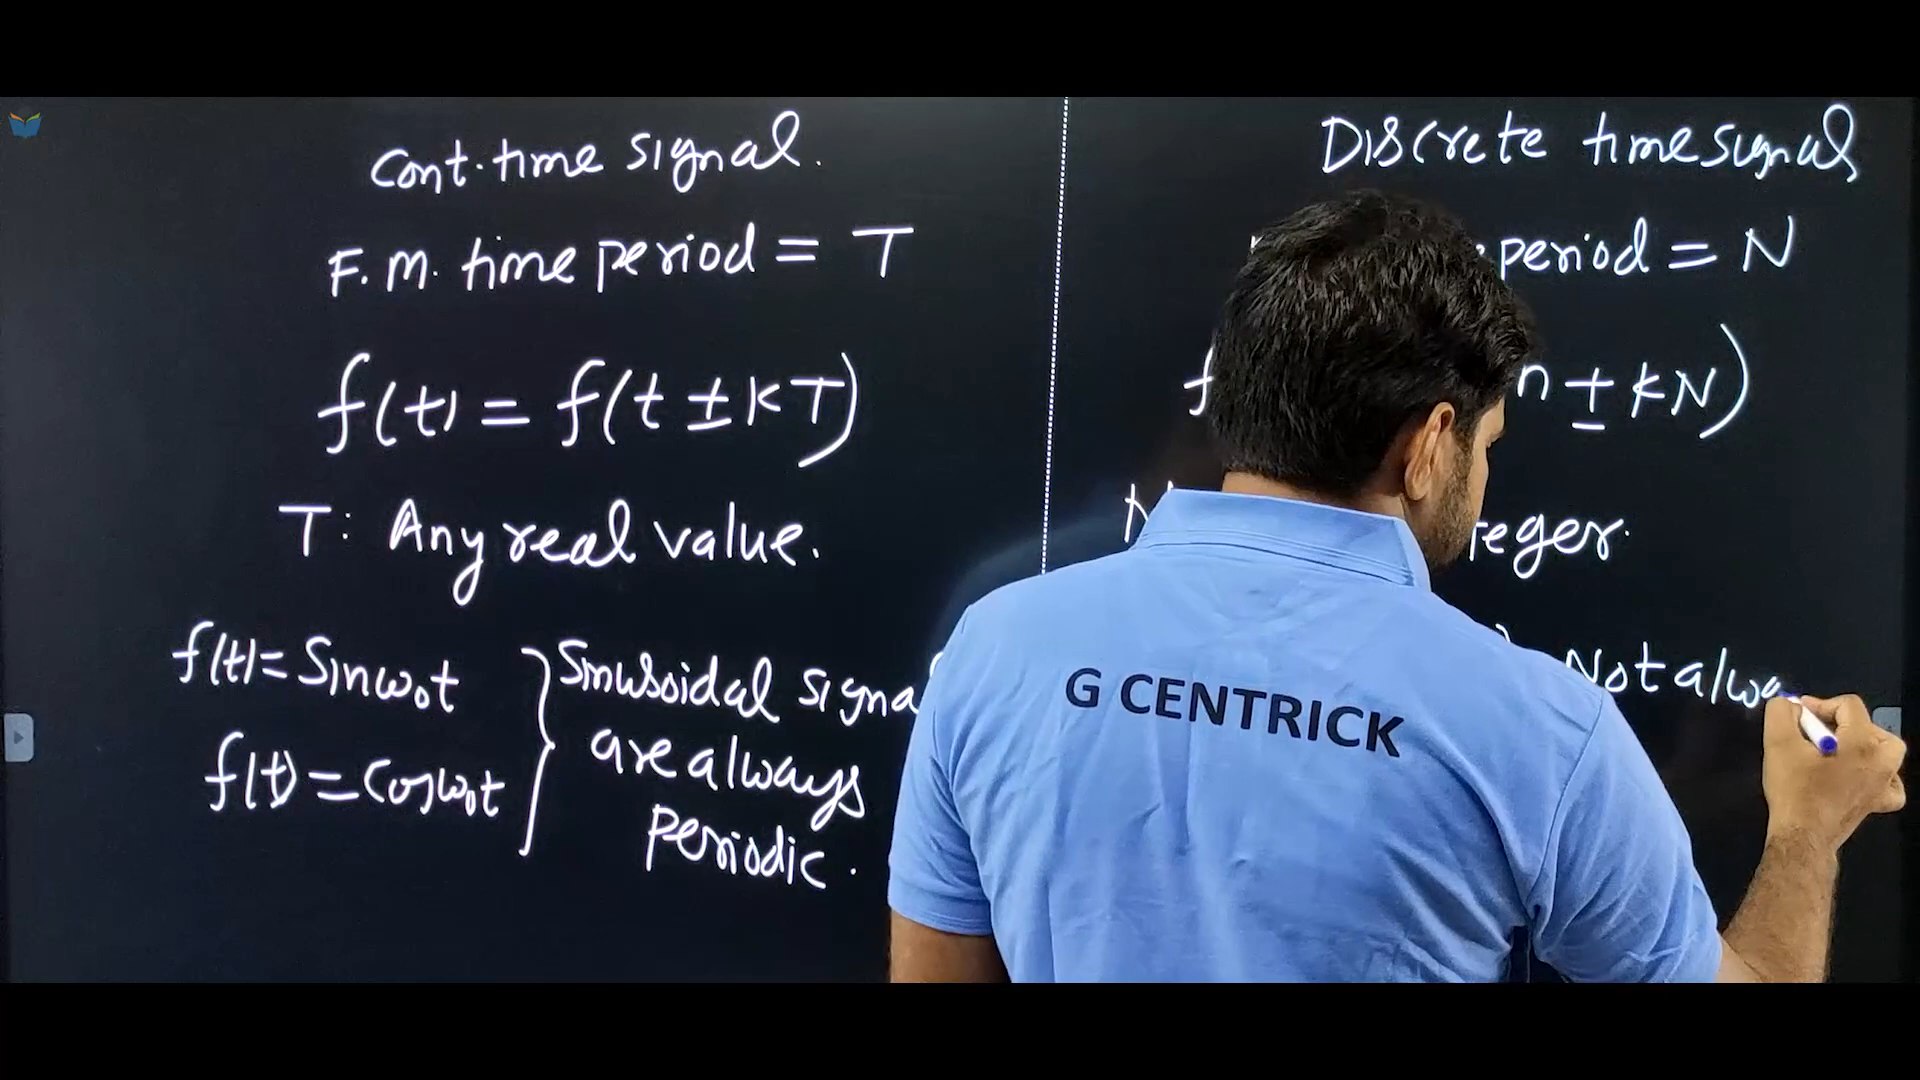 Cont. time signal.
F.M. time period = T
f(t) = f(t ± kT)
T: Any real value.
f(t) = Sinω₀t
f(t) = Cosω₀t
Sinusoidal signa
are always
periodic.
Discrete time signal
period = N
n ± kN)
teger.
Not alwa
G CENTRICK